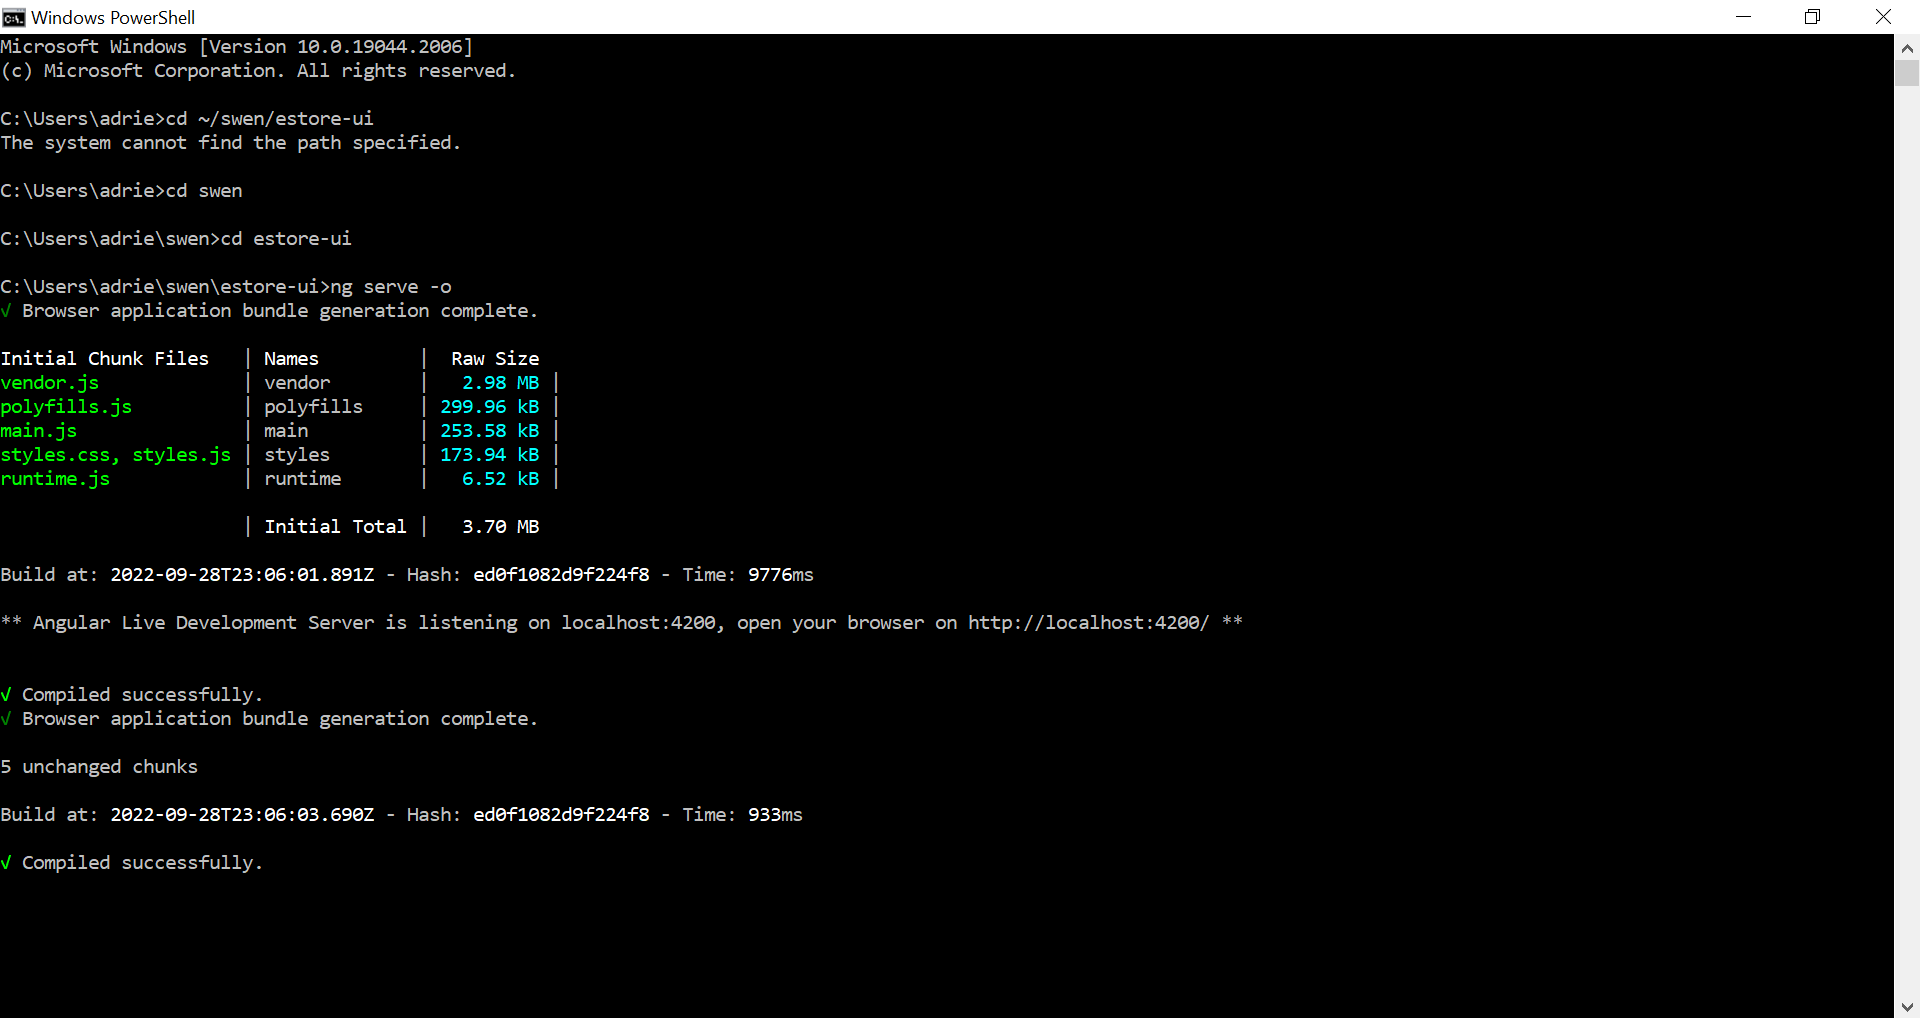 Windows PowerShell
Microsoft Windows [Version 10.0.19044.2006]
(c) Microsoft Corporation. All rights reserved.
C:\Users\adrie>cd ~/swen/estore-ui
The system cannot find the path specified.
C:\Users\adrie>cd swen
C:\Users\adrie\swen>cd estore-ui
C:\Users\adrie\swen\estore-ui>ng serve -o
√ Browser application bundle generation complete.
Initial Chunk Files   | Names         |  Raw Size
vendor.js             | vendor        |   2.98 MB |
polyfills.js          | polyfills     | 299.96 kB |
main.js               | main          | 253.58 kB |
styles.css, styles.js | styles        | 173.94 kB |
runtime.js            | runtime       |   6.52 kB |
| Initial Total |   3.70 MB
Build at: 2022-09-28T23:06:01.891Z - Hash: ed0f1082d9f224f8 - Time: 9776ms
** Angular Live Development Server is listening on localhost:4200, open your browser on http://localhost:4200/ **
√ Compiled successfully.
√ Browser application bundle generation complete.
5 unchanged chunks
Build at: 2022-09-28T23:06:03.690Z - Hash: ed0f1082d9f224f8 - Time: 933ms
√ Compiled successfully.